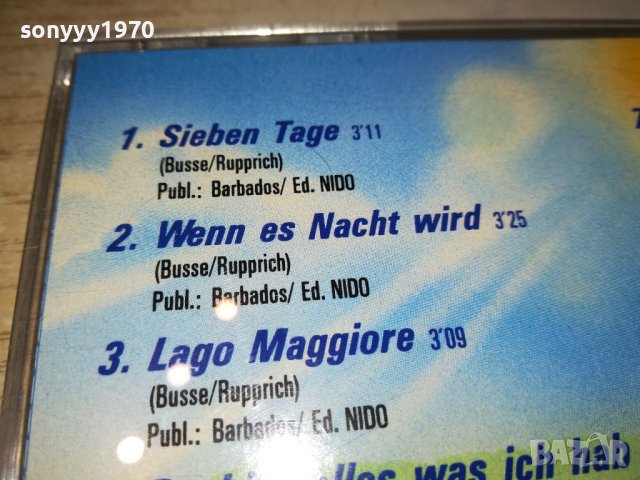 sonyyy1970
1. Sieben Tage 3'11
(Busse/Rupprich)
Publ.: Barbados/ Ed. NIDO
2. Wenn es Nacht wird 3'25
(Busse/Rupprich)
Publ.: Barbados/ Ed. NIDO
3. Lago Maggiore 3'09
(Busse/Rupprich)
Publ.: Barbados/ Ed. NIDO
alles was ich hab
BAZAR